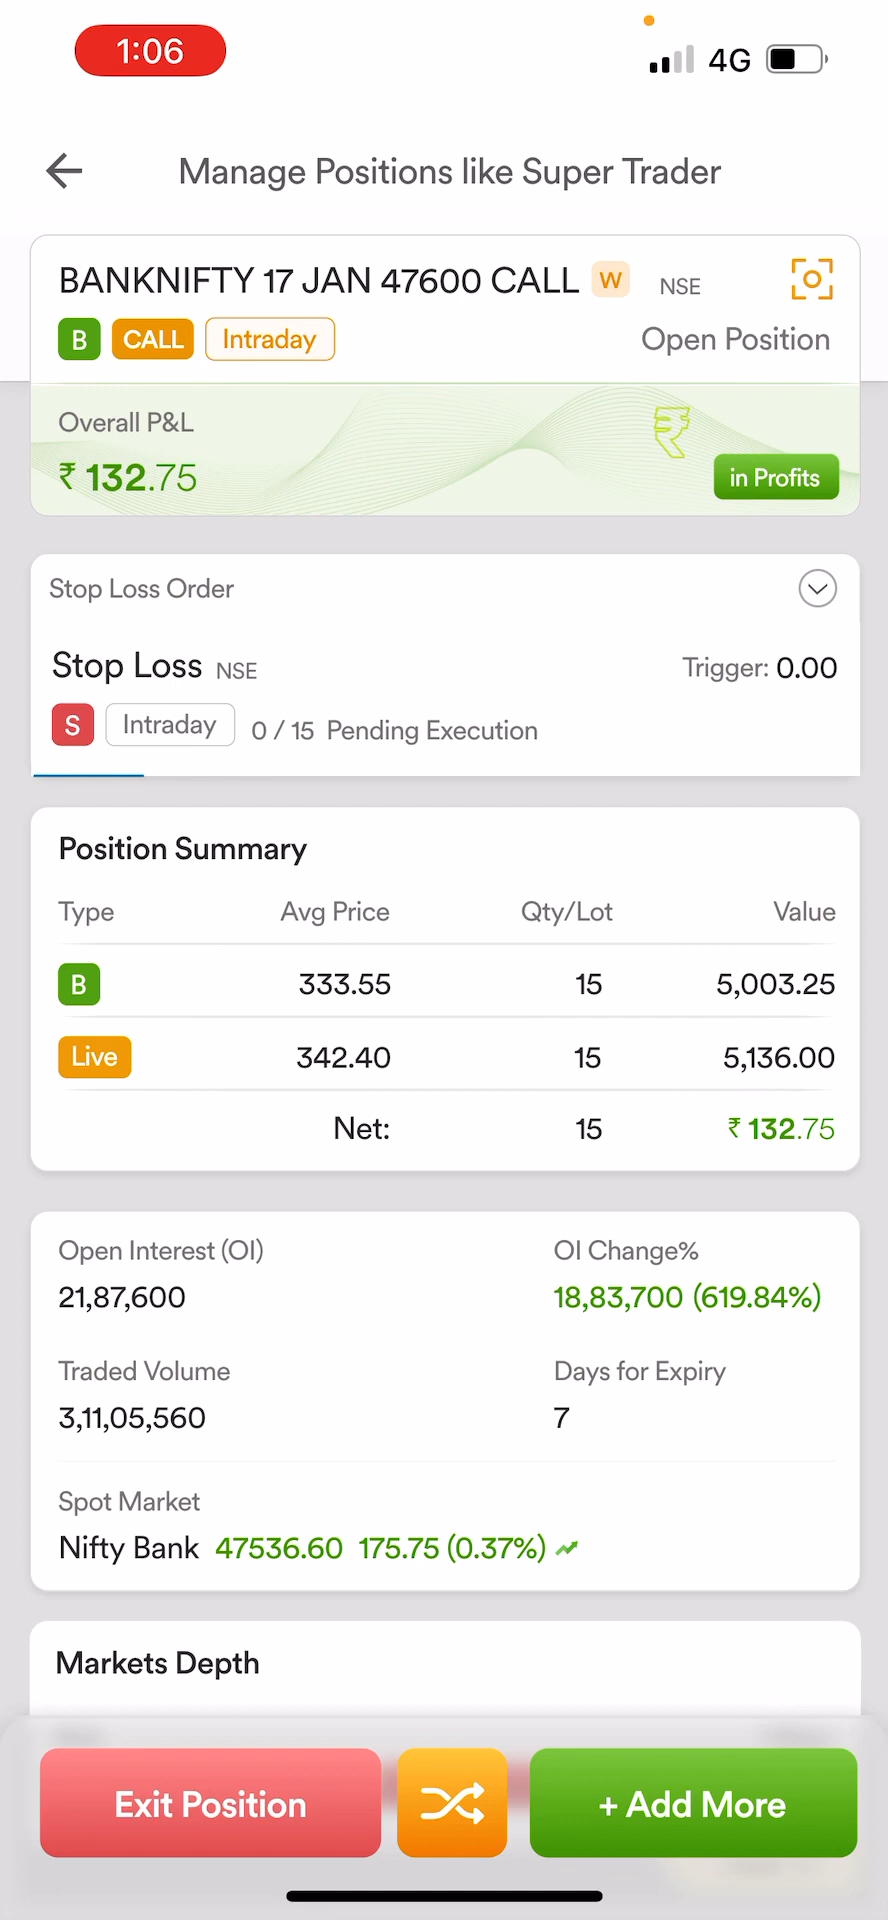 1:06
4G
Manage Positions like Super Trader
BANKNIFTY 17 JAN 47600 CALL W NSE
B CALL Intraday Open Position
Overall P&L
₹ 132.75
in Profits
Stop Loss Order
Stop Loss NSE Trigger: 0.00
S Intraday 0 / 15 Pending Execution
Position Summary
Type Avg Price Qty/Lot Value
B 333.55 15 5,003.25
Live 342.40 15 5,136.00
Net: 15 ₹ 132.75
Open Interest (OI) OI Change%
21,87,600 18,83,700 (619.84%)
Traded Volume Days for Expiry
3,11,05,560 7
Spot Market
Nifty Bank 47536.60 175.75 (0.37%)
Markets Depth
Exit Position + Add More